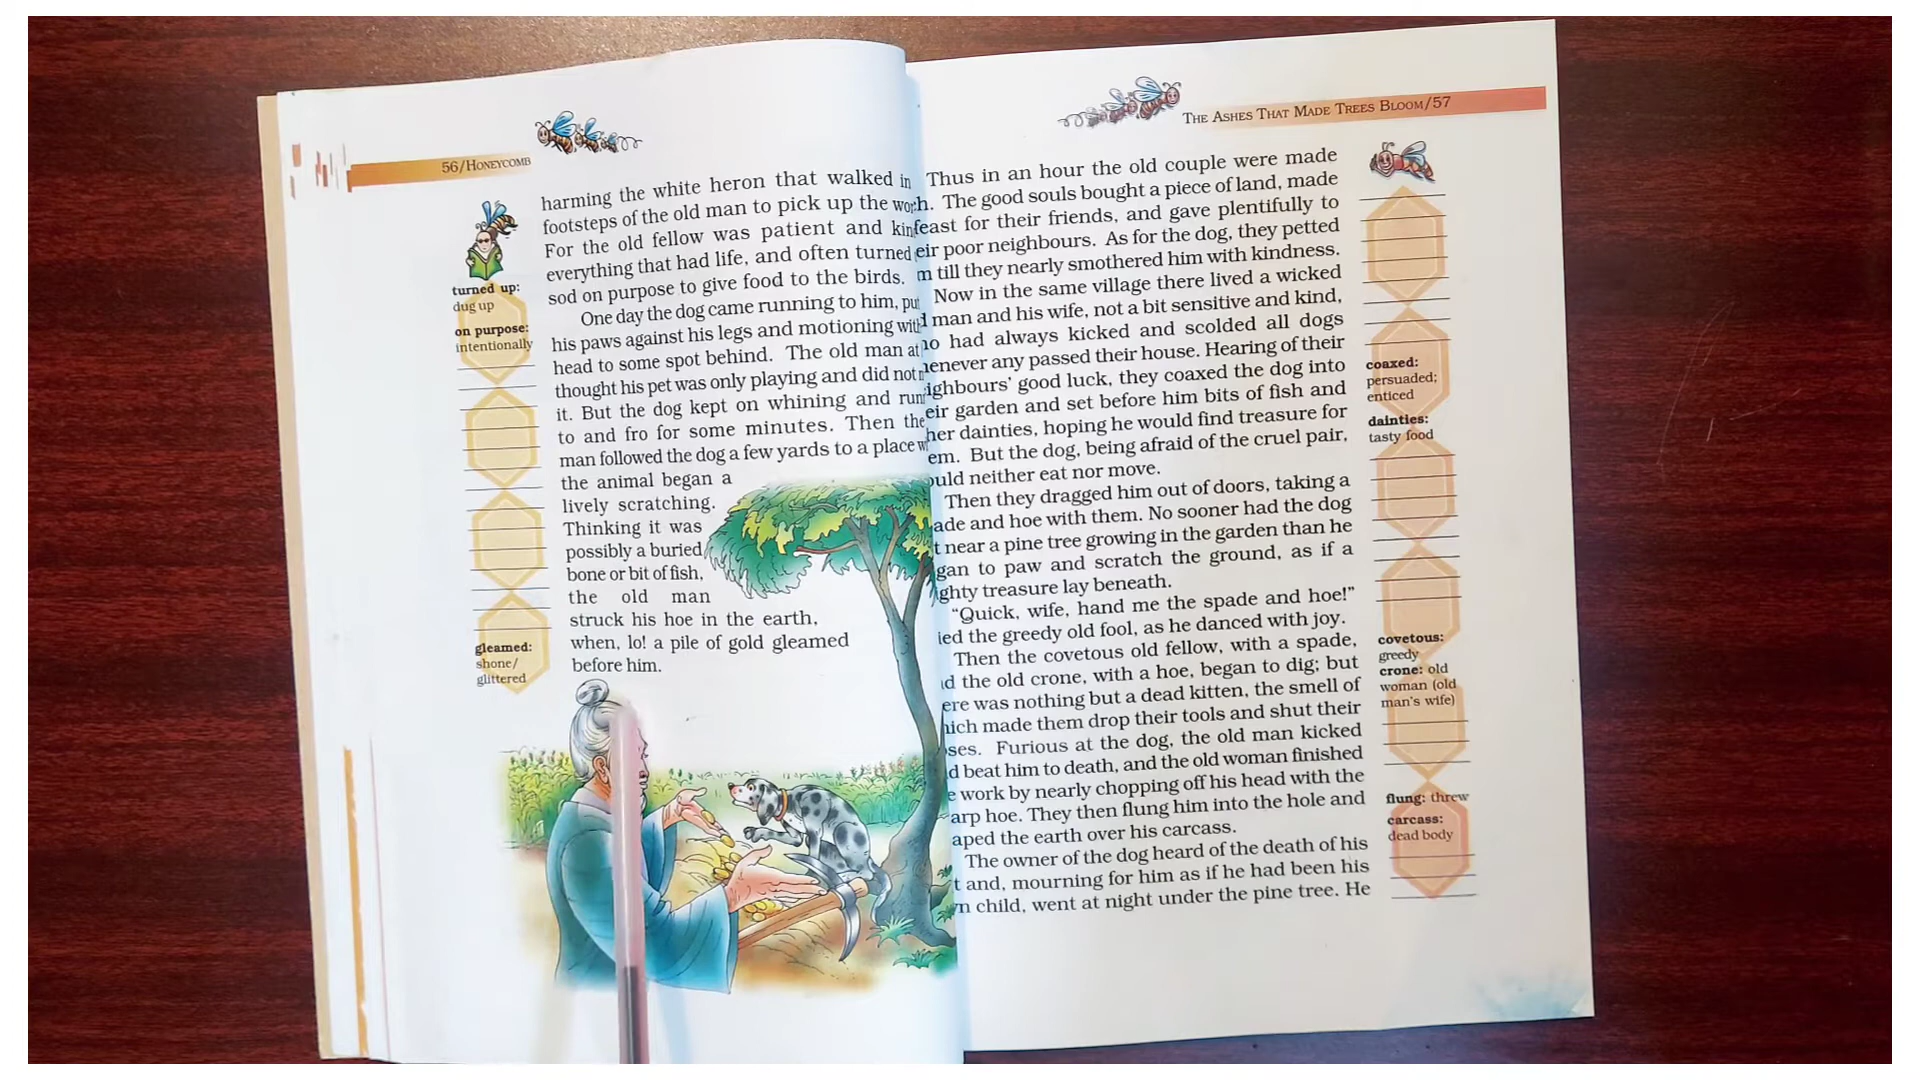 56/HONEYCOMB
harming the white heron that walked in
footsteps of the old man to pick up the
For the old fellow was patient and
everything that had life, and often turned
sod on purpose to give food to the birds.
One day the dog came running to him,
his paws against his legs and motioning
head to some spot behind. The old man at
thought his pet was only playing and did not
it. But the dog kept on whining and
to and fro for some minutes. Then the
man followed the dog a few yards to a place
the animal began a
lively scratching.
Thinking it was
possibly a buried
bone or bit of fish,
the old man
struck his hoe in the earth,
when, lo! a pile of gold gleamed
before him.
turned up:
dug up
on purpose:
intentionally
gleamed:
shone/
glittered
THE ASHES THAT MADE TREES BLOOM/57
Thus in an hour the old couple were made
The good souls bought a piece of land, made
feast for their friends, and gave plentifully to
poor neighbours. As for the dog, they petted
till they nearly smothered him with kindness.
Now in the same village there lived a wicked
man and his wife, not a bit sensitive and kind,
had always kicked and scolded all dogs
any passed their house. Hearing of their
good luck, they coaxed the dog into
garden and set before him bits of fish and
dainties, hoping he would find treasure for
But the dog, being afraid of the cruel pair,
neither eat nor move.
Then they dragged him out of doors, taking a
and hoe with them. No sooner had the dog
near a pine tree growing in the garden than he
to paw and scratch the ground, as if a
treasure lay beneath.
“Quick, wife, hand me the spade and hoe!”
the greedy old fool, as he danced with joy.
Then the covetous old fellow, with a spade,
the old crone, with a hoe, began to dig; but
was nothing but a dead kitten, the smell of
made them drop their tools and shut their
Furious at the dog, the old man kicked
beat him to death, and the old woman finished
work by nearly chopping off his head with the
hoe. They then flung him into the hole and
the earth over his carcass.
The owner of the dog heard of the death of his
and, mourning for him as if he had been his
child, went at night under the pine tree. He
coaxed:
persuaded;
enticed
dainties:
tasty food
covetous:
greedy
crone: old
woman (old
man's wife)
flung: threw
carcass:
dead body